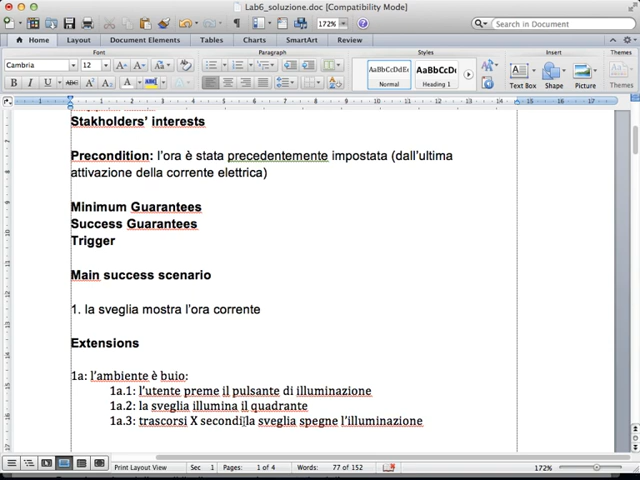 Lab6_soluzione.doc [Compatibility Mode]
172%
Search in Document
Home Layout Document Elements Tables Charts SmartArt Review
Font Paragraph Styles Insert Themes
Cambria 12
AaBbCcDdEe AaBbCcDc
Normal Heading 1 Text Box Shape Picture Themes
Stakholders' interests
Precondition: l'ora è stata precedentemente impostata (dall'ultima
attivazione della corrente elettrica)
Minimum Guarantees
Success Guarantees
Trigger
Main success scenario
1. la sveglia mostra l'ora corrente
Extensions
1a: l'ambiente è buio:
1a.1: l'utente preme il pulsante di illuminazione
1a.2: la sveglia illumina il quadrante
1a.3: trascorsi X secondi la sveglia spegne l'illuminazione
Print Layout View Sec 1 Pages: 1 of 4 Words: 77 of 152 172%